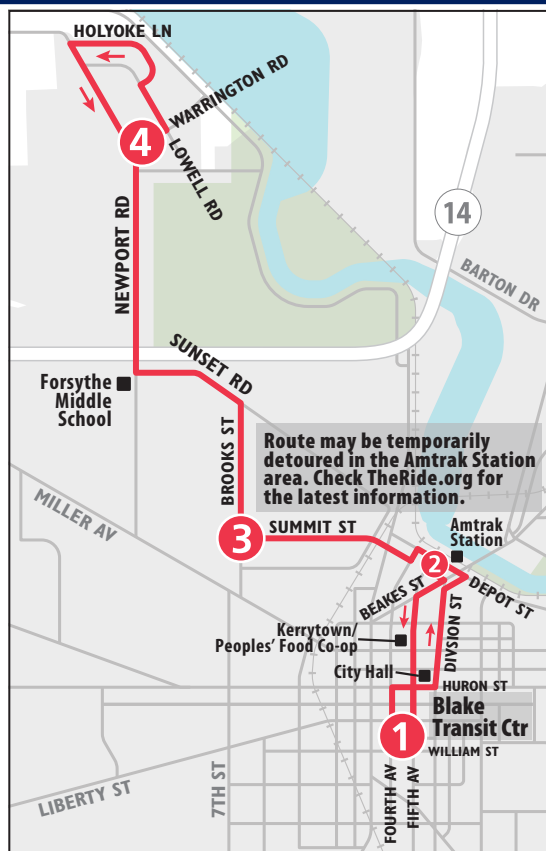 HOLYOKE LN
WARRINGTON RD
4
LOWELL RD
14
NEWPORT RD
BARTON DR
SUNSET RD
Forsythe
Middle
School
BROOKS ST
Route may be temporarily
detoured in the Amtrak Station
area. Check TheRide.org for
the latest information.
MILLER AV
3
SUMMIT ST
Amtrak
Station
2
BEAKES ST
DEPOT ST
DIVSION ST
Kerrytown/
Peoples' Food Co-op
City Hall
HURON ST
Blake
Transit Ctr
1
WILLIAM ST
LIBERTY ST
7TH ST
FOURTH AV
FIFTH AV